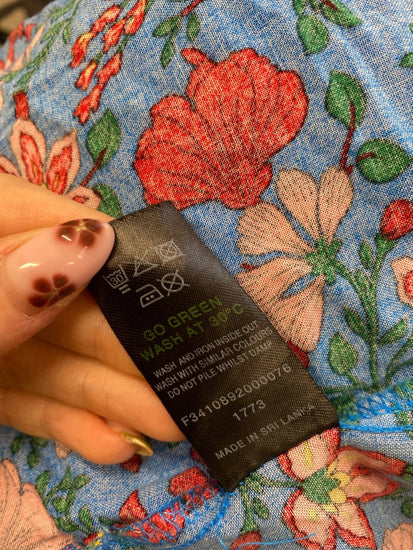 30
GO GREEN
WASH AT 30°C
WASH AND IRON INSIDE OUT
WASH WITH SIMILAR COLOURS
DO NOT PILE WHILST DAMP
F3410892000076
1773
MADE IN SRI LANKA